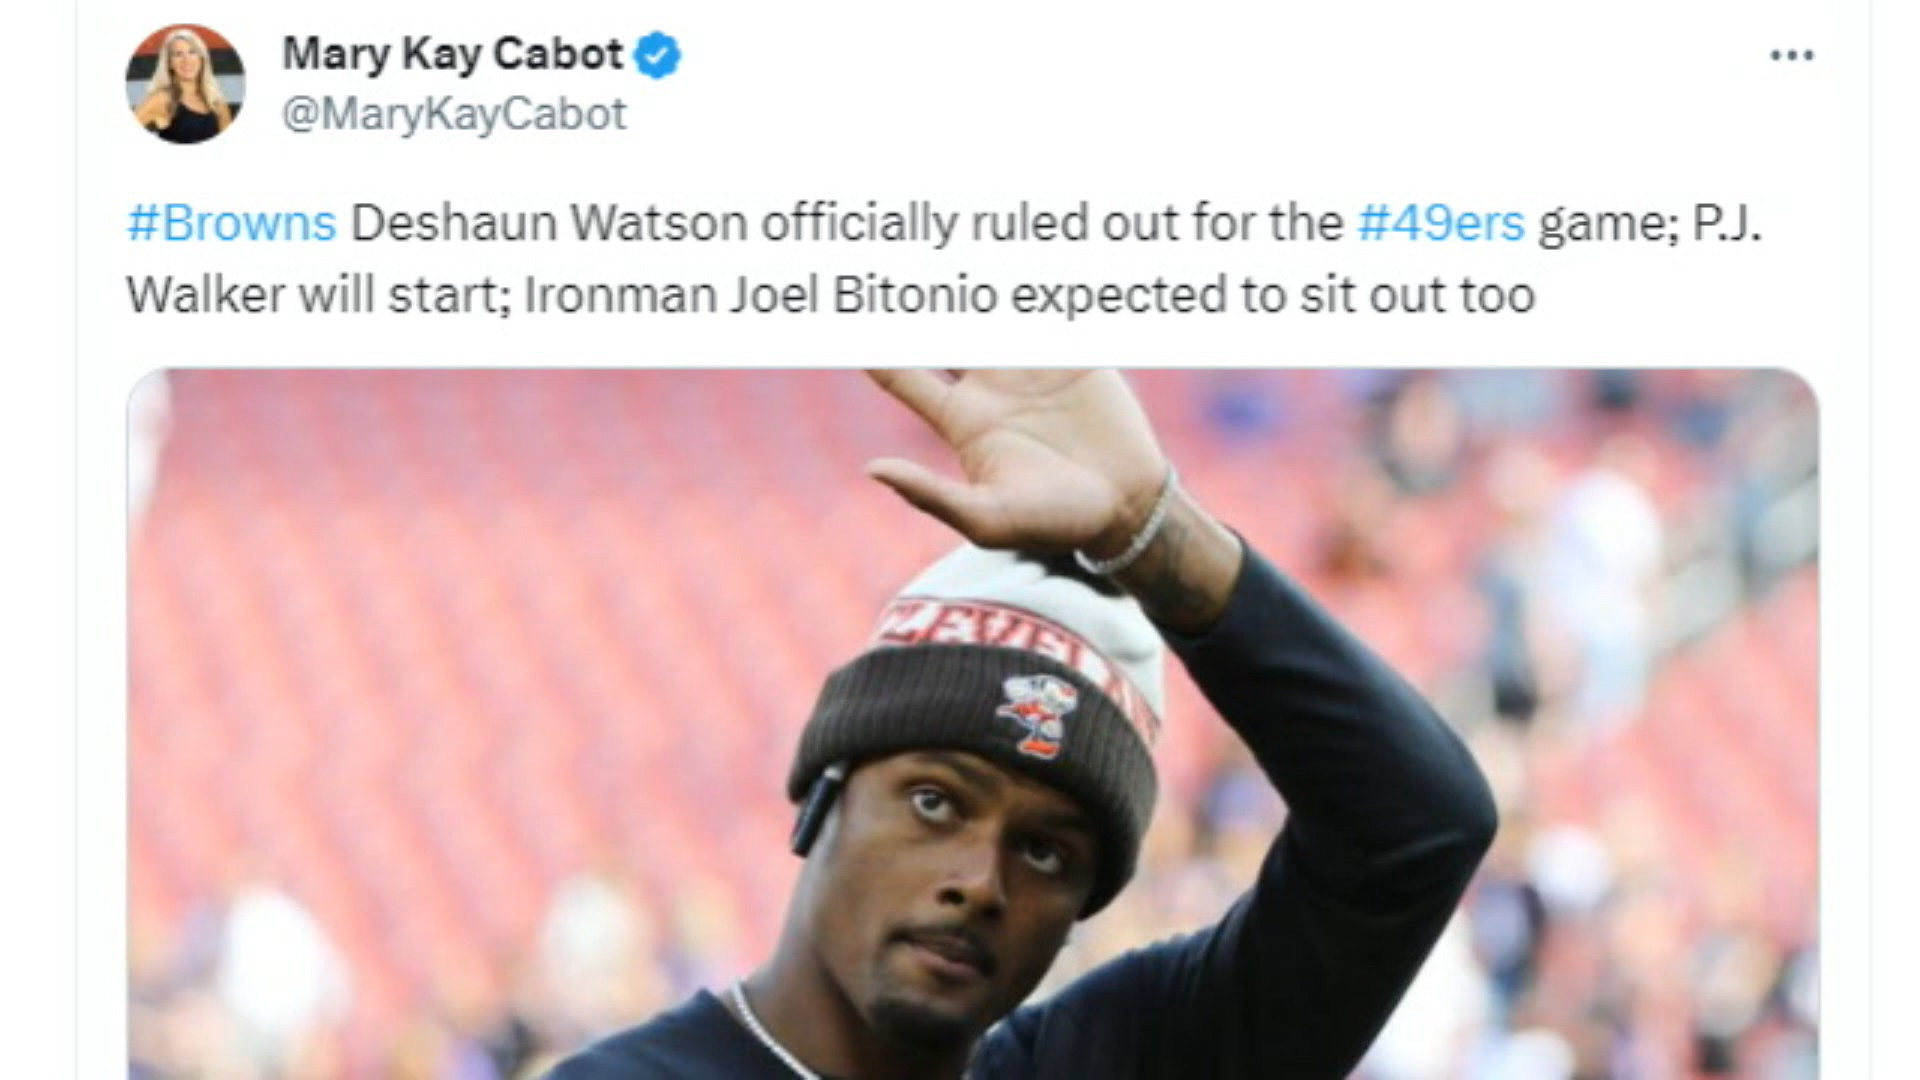 Mary Kay Cabot
@MaryKayCabot
#Browns Deshaun Watson officially ruled out for the #49ers game; P.J.
Walker will start; Ironman Joel Bitonio expected to sit out too
CLEVELAN